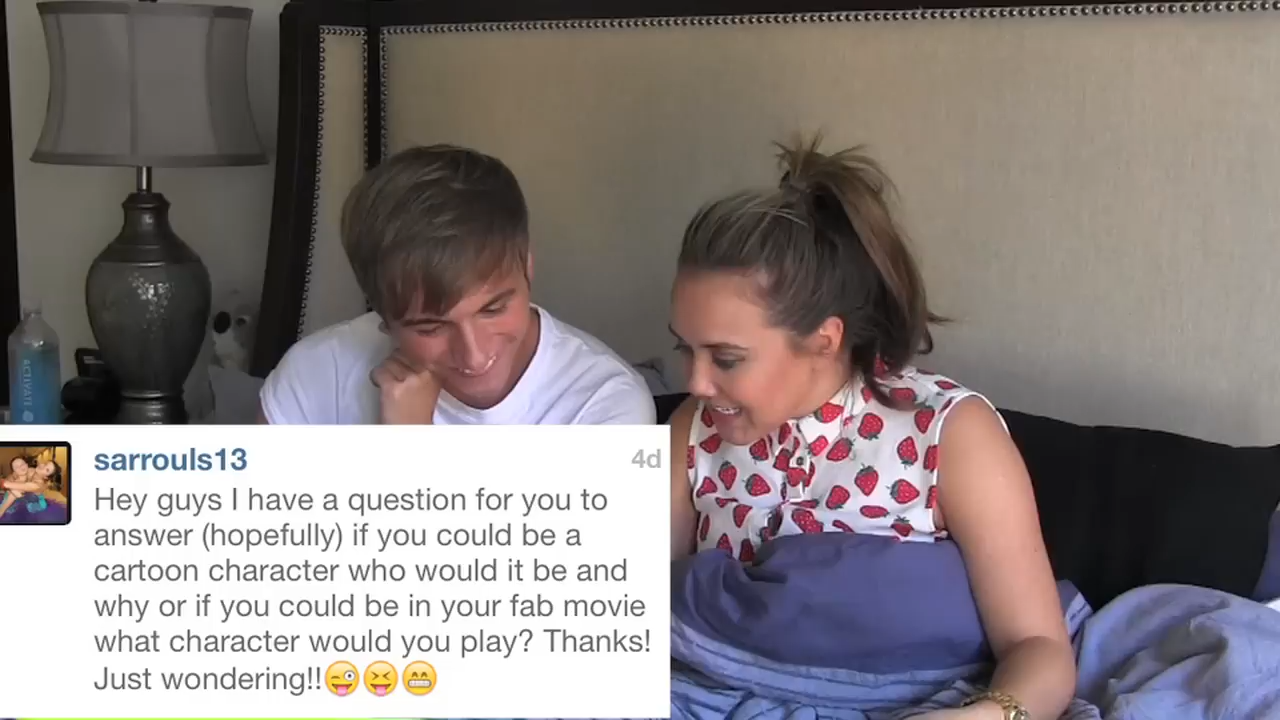 sarrouls13 4d
Hey guys I have a question for you to
answer (hopefully) if you could be a
cartoon character who would it be and
why or if you could be in your fab movie
what character would you play? Thanks!
Just wondering!!😜😝😁
ACTIVATE